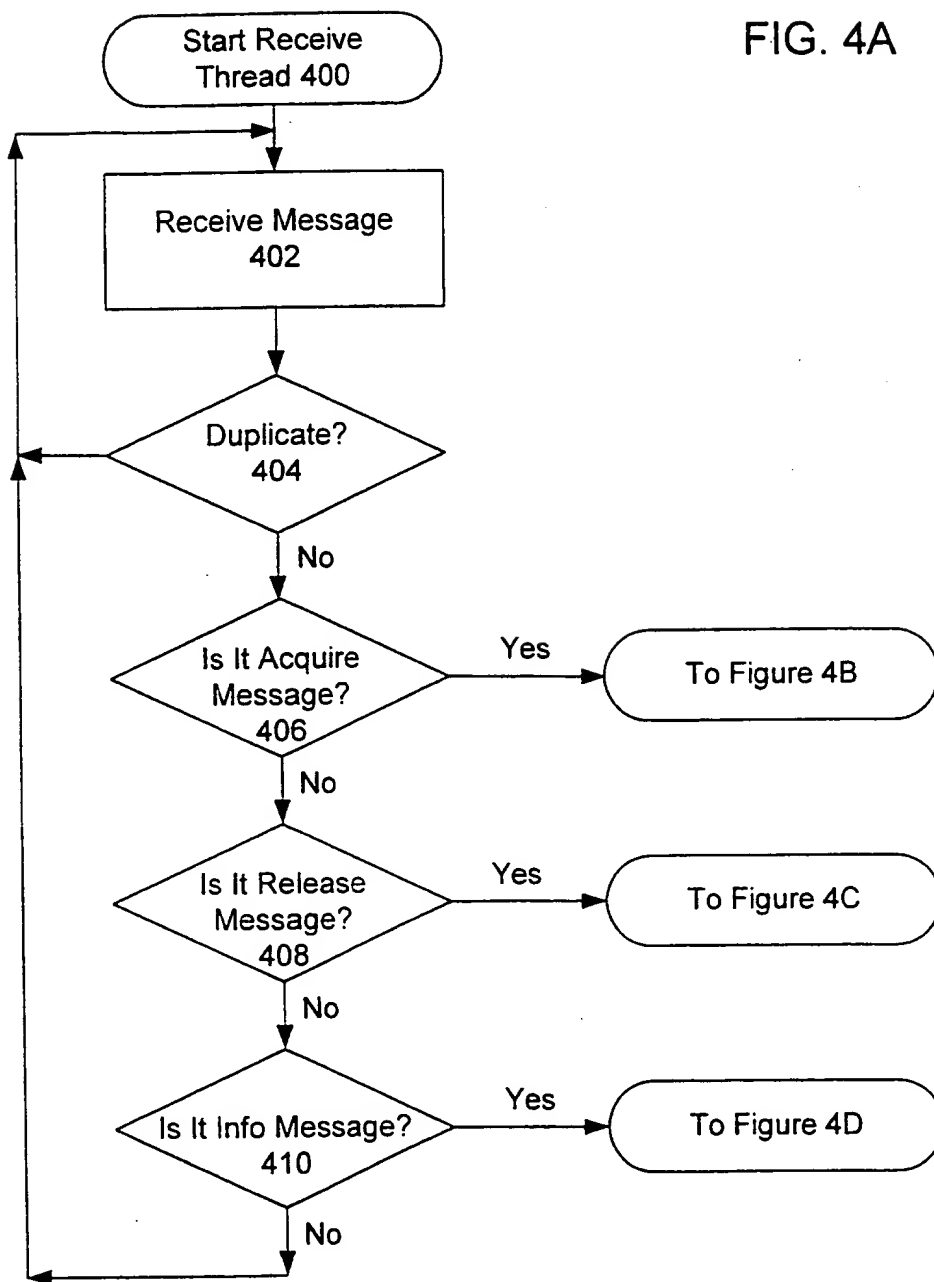 FIG. 4A
Start Receive
Thread 400
Receive Message
402
Duplicate?
404
No
Is It Acquire
Message?
406
Yes
To Figure 4B
No
Is It Release
Message?
408
Yes
To Figure 4C
No
Is It Info Message?
410
Yes
To Figure 4D
No